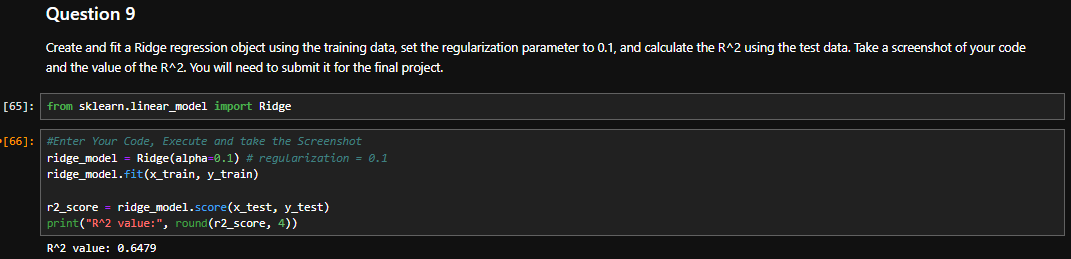 Question 9
Create and fit a Ridge regression object using the training data, set the regularization parameter to 0.1, and calculate the R^2 using the test data. Take a screenshot of your code
and the value of the R^2. You will need to submit it for the final project.
[65]: from sklearn.linear_model import Ridge
[66]: #Enter Your Code, Execute and take the Screenshot
ridge_model = Ridge(alpha=0.1) # regularization = 0.1
ridge_model.fit(x_train, y_train)
r2_score = ridge_model.score(x_test, y_test)
print("R^2 value:", round(r2_score, 4))
R^2 value: 0.6479